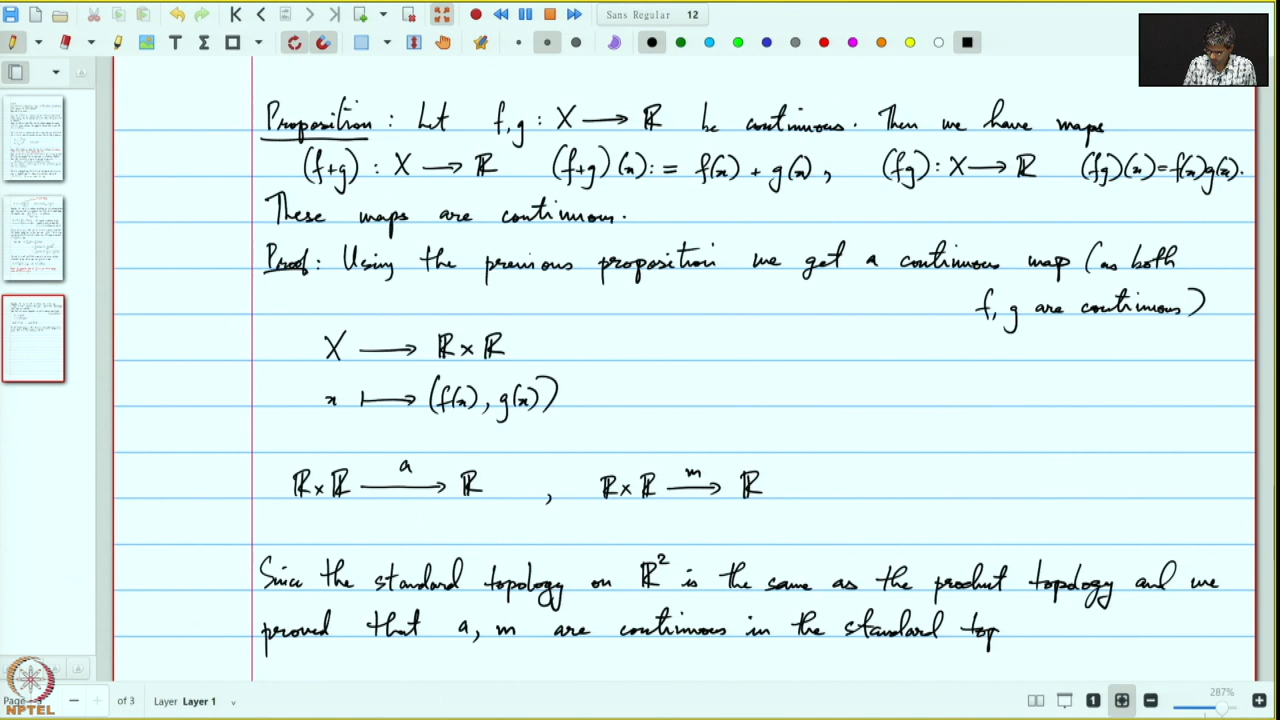 Sans Regular 12
Proposition : Let f, g : X ⟶ ℝ be continuous. Then we have maps
(f+g) : X ⟶ ℝ (f+g)(x) := f(x) + g(x), (fg) : X ⟶ ℝ (fg)(x) = f(x)g(x).
These maps are continuous.
Proof : Using the previous proposition we get a continuous map (as both
f, g are continuous)
X ⟶ ℝ × ℝ
x ⟼ (f(x), g(x))
ℝ×ℝ —a→ ℝ , ℝ×ℝ —m→ ℝ
Since the standard topology on ℝ² is the same as the product topology and we
proved that a, m are continuous in the standard top
287%
of 3 Layer Layer 1
NPTEL